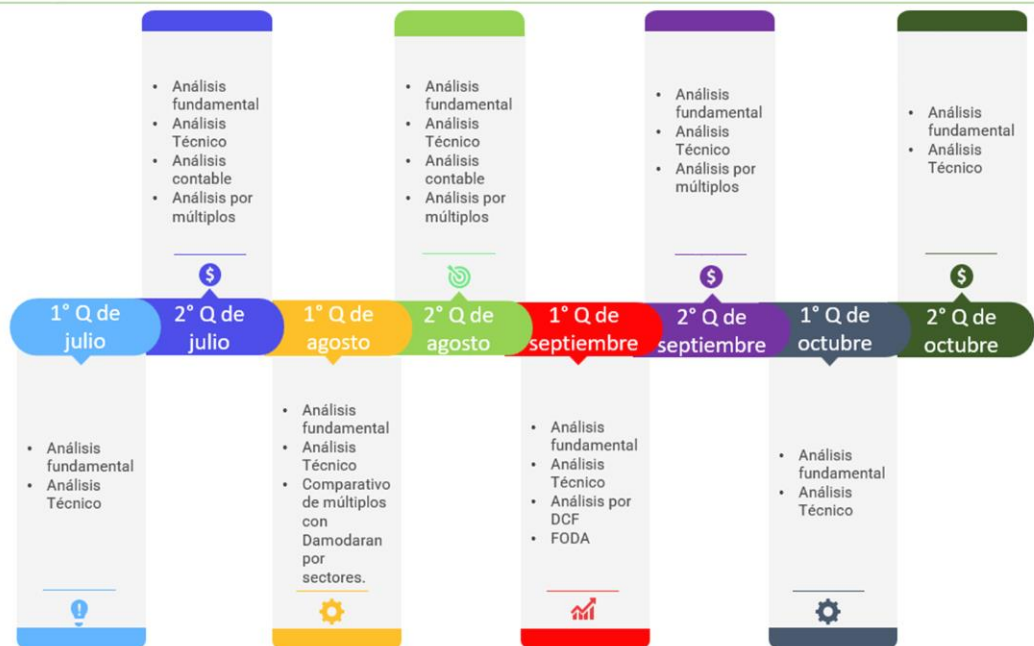 • Análisis
fundamental
• Análisis
Técnico
• Análisis
contable
• Análisis por
múltiplos
• Análisis
fundamental
• Análisis
Técnico
• Análisis
contable
• Análisis por
múltiplos
• Análisis
fundamental
• Análisis
Técnico
• Análisis por
múltiplos
• Análisis
fundamental
• Análisis
Técnico
1° Q de
julio
2° Q de
julio
1° Q de
agosto
2° Q de
agosto
1° Q de
septiembre
2° Q de
septiembre
1° Q de
octubre
2° Q de
octubre
• Análisis
fundamental
• Análisis
Técnico
• Análisis
fundamental
• Análisis
Técnico
• Comparativo
de múltiplos
con
Damodaran
por
sectores.
• Análisis
fundamental
• Análisis
Técnico
• Análisis por
DCF
• FODA
• Análisis
fundamental
• Análisis
Técnico